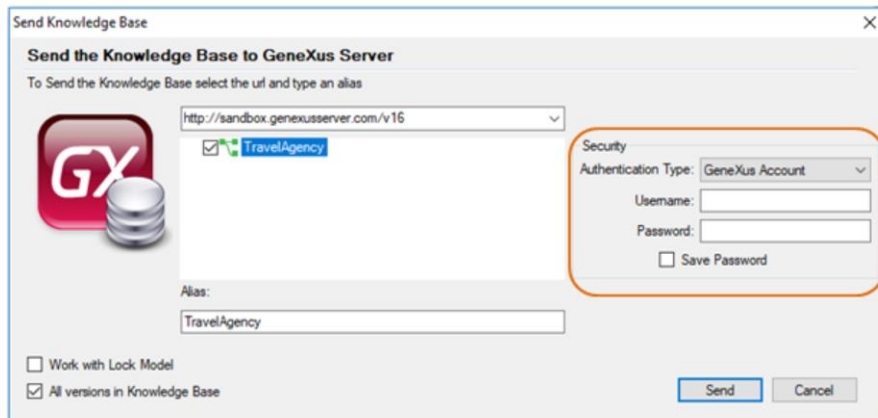 Send Knowledge Base
Send the Knowledge Base to GeneXus Server
To Send the Knowledge Base select the url and type an alias
http://sandbox.genexusserver.com/v16
TravelAgency
Security
Authentication Type: GeneXus Account
Username:
Password:
Save Password
GX
Alias:
TravelAgency
Work with Lock Model
All versions in Knowledge Base
Send Cancel